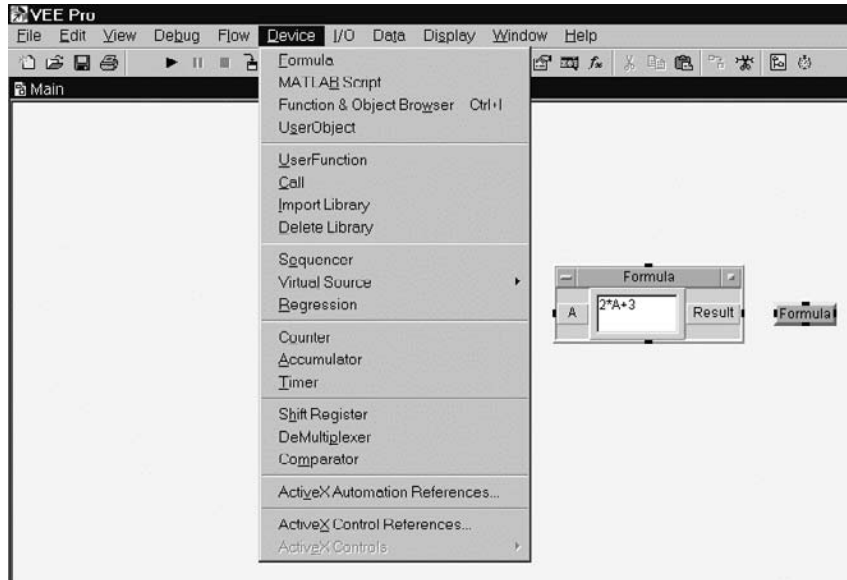 VEE Pro
File Edit View Debug Flow Device I/O Data Display Window Help
Main
Formula
MATLAB Script
Function & Object Browser Ctrl+I
UserObject
UserFunction
Call
Import Library
Delete Library
Sequencer
Virtual Source
Regression
Counter
Accumulator
Timer
Shift Register
DeMultiplexer
Comparator
ActiveX Automation References...
ActiveX Control References...
ActiveX Controls
Formula
A 2*A+3 Result
Formula